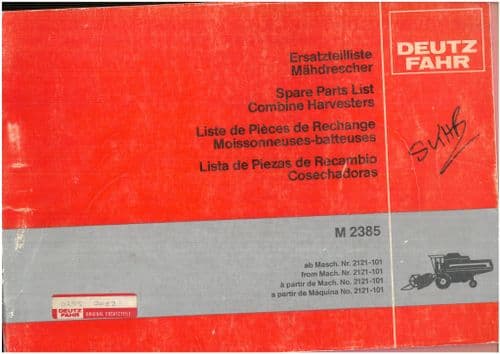 DEUTZ
FAHR
Ersatzteilliste
Mähdrescher
Spare Parts List
Combine Harvesters
Liste de Pièces de Rechange
Moissonneuses-batteuses
Lista de Piezas de Recambio
Cosechadoras
M 2385
ab Masch. Nr. 2121-101
from Mach. Nr. 2121-101
à partir de Mach. No. 2121-101
a partir de Máquina No. 2121-101
DEUTZ
FAHR
ORIGINAL ERSATZTEILE